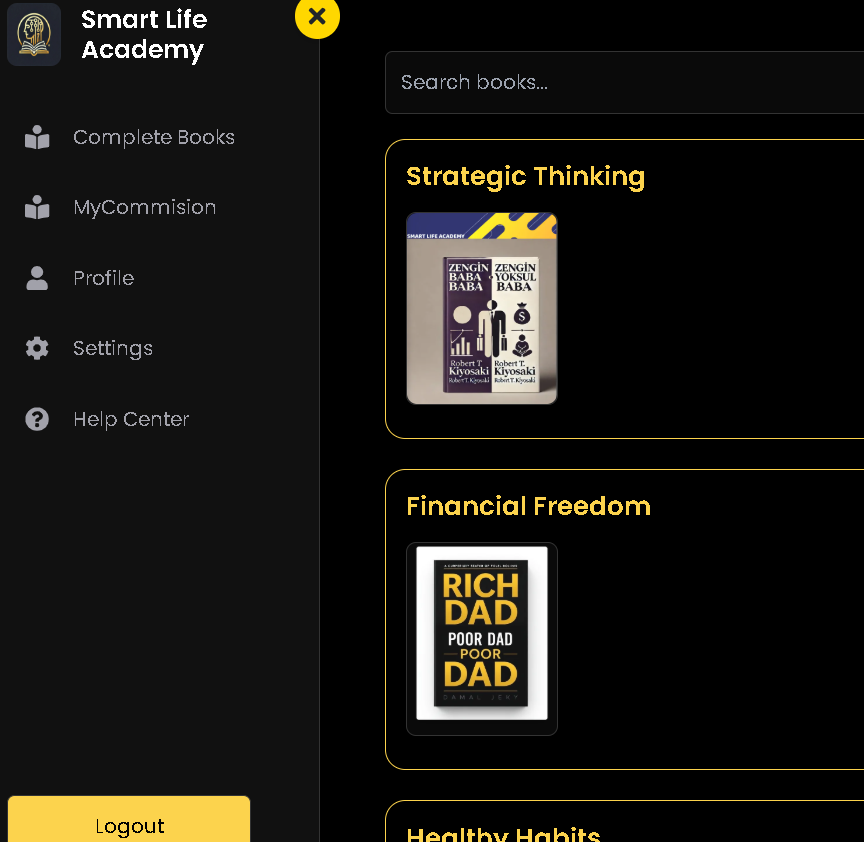 Smart Life
Academy
Complete Books
MyCommision
Profile
Settings
Help Center
Logout
Search books...
Strategic Thinking
SMART LIFE ACADEMY
ZENGİN ZENGİN
BABA YOKSUL
BABA BABA
$
Robert T. Robert T.
Kiyosaki Kiyosaki
Robert T. Kiyosaki Robert T. Kiyosaki
Financial Freedom
RICH
DAD
POOR DAD
POOR
DAD
Healthy Habits